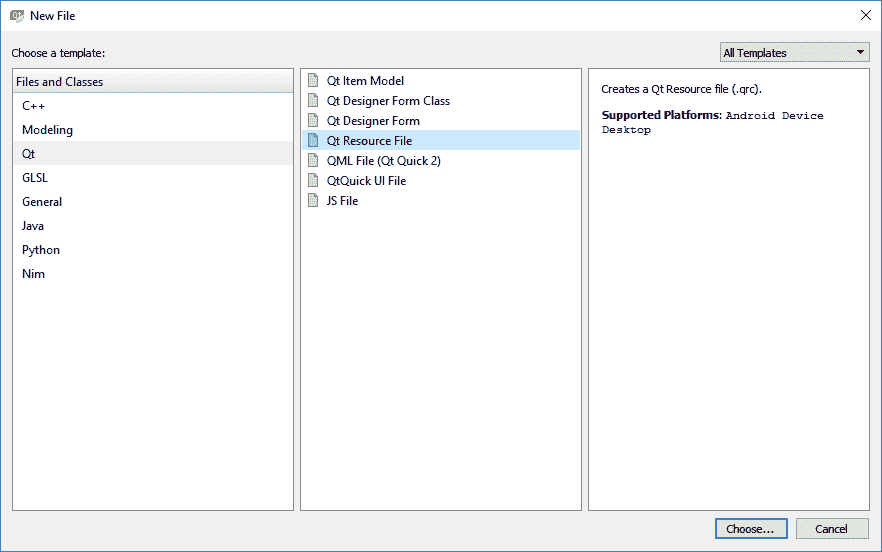 New File
Choose a template:
All Templates
Files and Classes
C++
Modeling
Qt
GLSL
General
Java
Python
Nim
Qt Item Model
Qt Designer Form Class
Qt Designer Form
Qt Resource File
QML File (Qt Quick 2)
QtQuick UI File
JS File
Creates a Qt Resource file (.qrc).
Supported Platforms: Android Device
Desktop
Choose...
Cancel